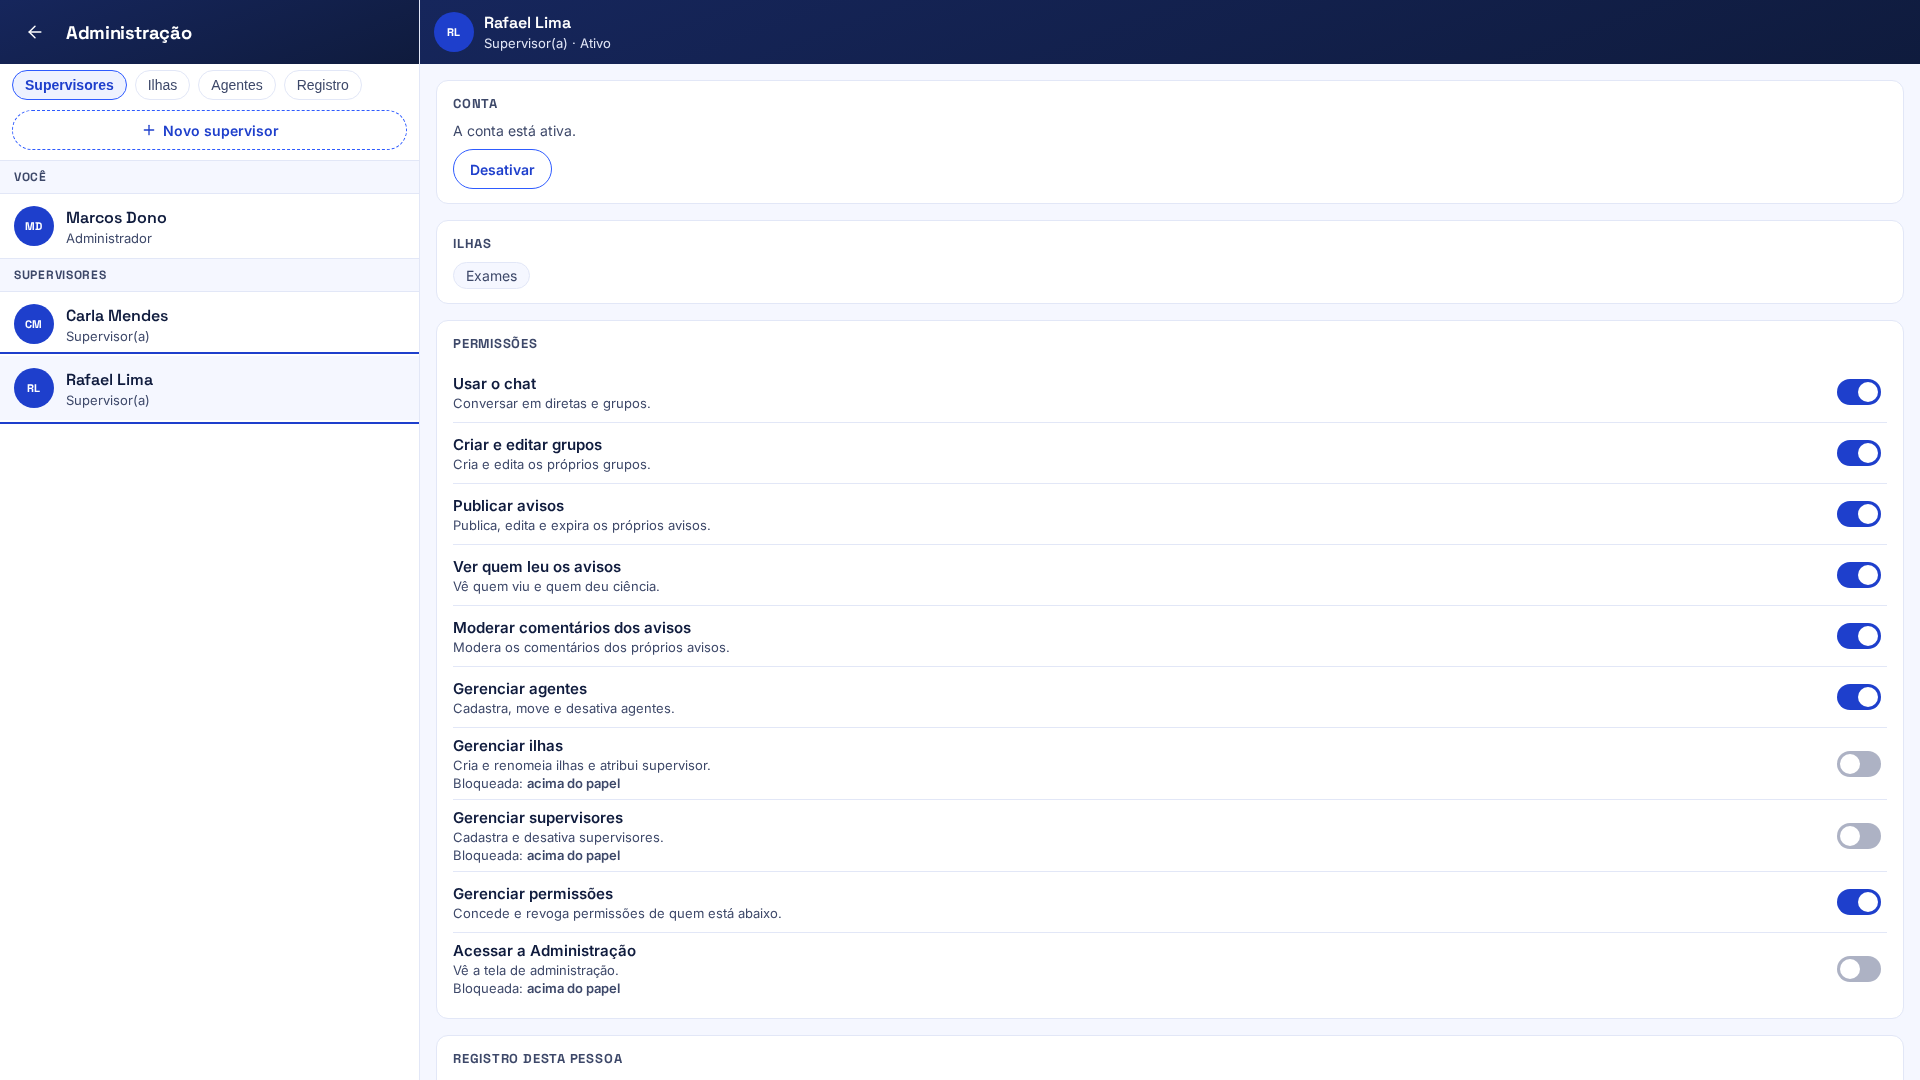 Administração
Supervisores
Ilhas
Agentes
Registro
+ Novo supervisor
VOCÊ
MD
Marcos Dono
Administrador
SUPERVISORES
CM
Carla Mendes
Supervisor(a)
RL
Rafael Lima
Supervisor(a)
RL
Rafael Lima
Supervisor(a) · Ativo
CONTA
A conta está ativa.
Desativar
ILHAS
Exames
PERMISSÕES
Usar o chat
Conversar em diretas e grupos.
Criar e editar grupos
Cria e edita os próprios grupos.
Publicar avisos
Publica, edita e expira os próprios avisos.
Ver quem leu os avisos
Vê quem viu e quem deu ciência.
Moderar comentários dos avisos
Modera os comentários dos próprios avisos.
Gerenciar agentes
Cadastra, move e desativa agentes.
Gerenciar ilhas
Cria e renomeia ilhas e atribui supervisor.
Bloqueada: acima do papel
Gerenciar supervisores
Cadastra e desativa supervisores.
Bloqueada: acima do papel
Gerenciar permissões
Concede e revoga permissões de quem está abaixo.
Acessar a Administração
Vê a tela de administração.
Bloqueada: acima do papel
REGISTRO DESTA PESSOA